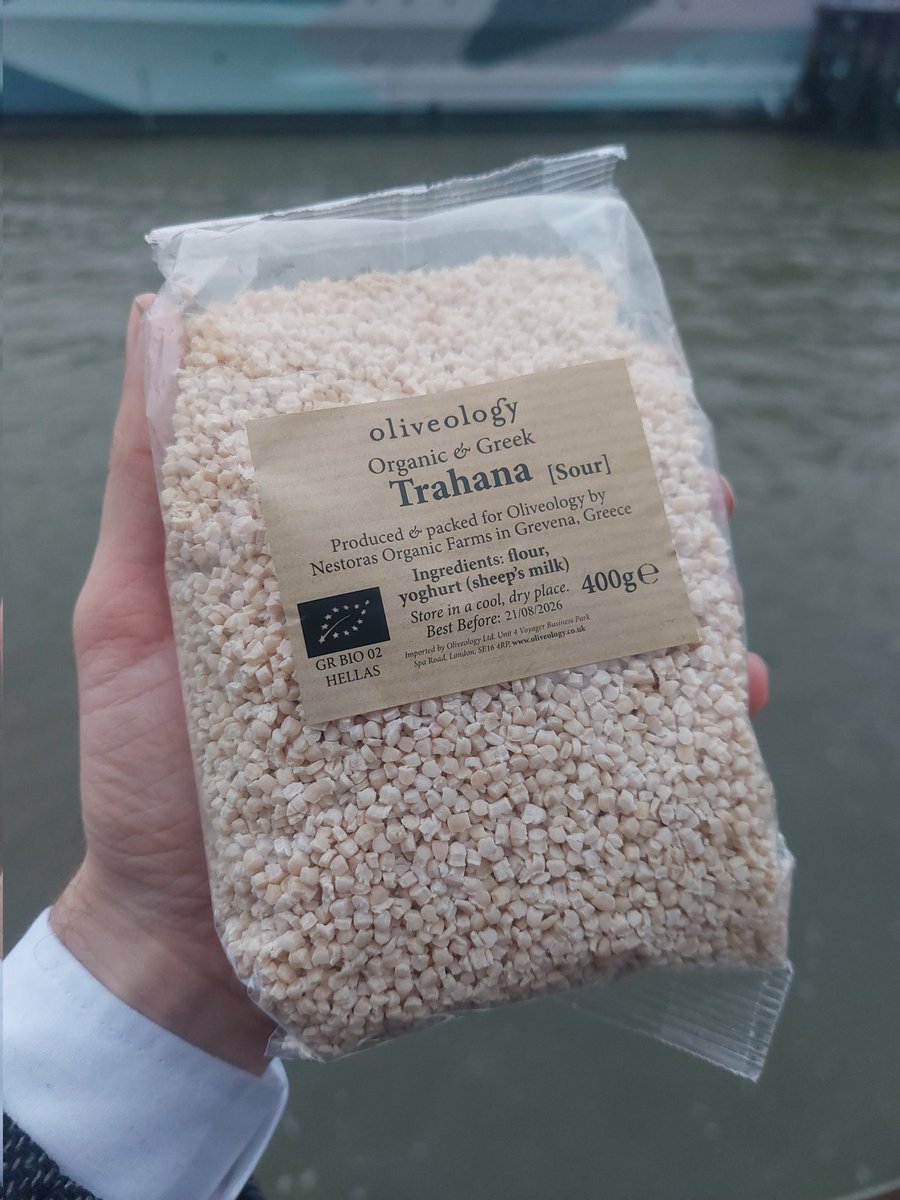 oliveology
Organic & Greek
Trahana [Sour]
Produced & packed for Oliveology by
Nestoras Organic Farms in Grevena, Greece
Ingredients: flour,
yoghurt (sheep's milk)
400g℮
Store in a cool, dry place.
Best Before: 21/08/2026
Imported by Oliveology Ltd. Unit 4 Voyager Business Park
Spa Road, London, SE16 4RP, www.oliveology.co.uk
GR BIO 02
HELLAS